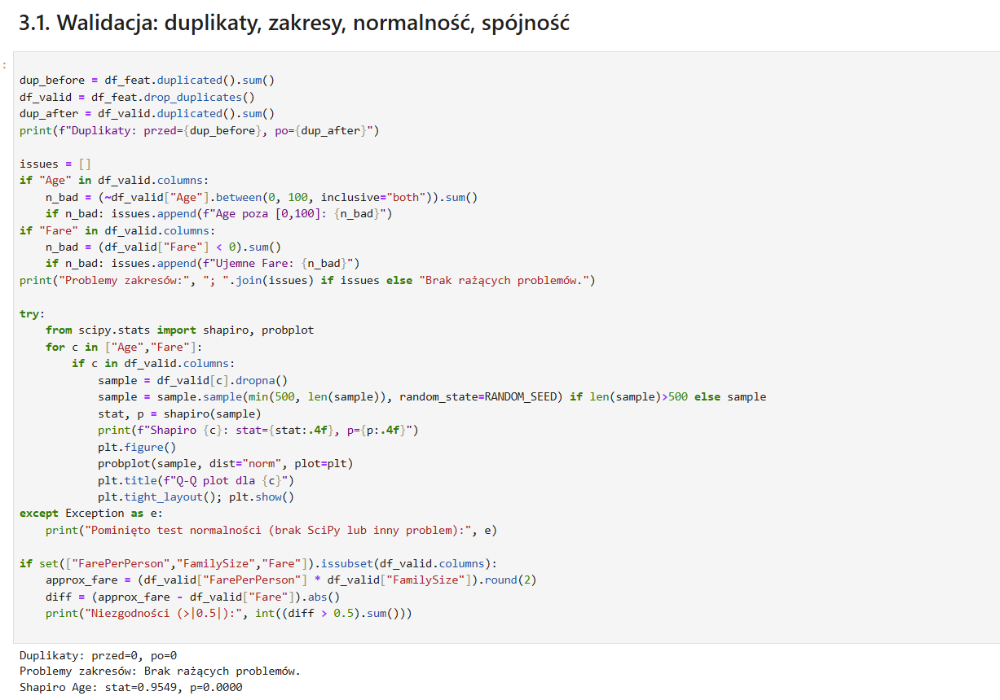 3.1. Walidacja: duplikaty, zakresy, normalność, spójność
:
dup_before = df_feat.duplicated().sum()
df_valid = df_feat.drop_duplicates()
dup_after = df_valid.duplicated().sum()
print(f"Duplikaty: przed={dup_before}, po={dup_after}")

issues = []
if "Age" in df_valid.columns:
    n_bad = (~df_valid["Age"].between(0, 100, inclusive="both")).sum()
    if n_bad: issues.append(f"Age poza [0,100]: {n_bad}")
if "Fare" in df_valid.columns:
    n_bad = (df_valid["Fare"] < 0).sum()
    if n_bad: issues.append(f"Ujemne Fare: {n_bad}")
print("Problemy zakresów:", "; ".join(issues) if issues else "Brak rażących problemów.")

try:
    from scipy.stats import shapiro, probplot
    for c in ["Age","Fare"]:
        if c in df_valid.columns:
            sample = df_valid[c].dropna()
            sample = sample.sample(min(500, len(sample)), random_state=RANDOM_SEED) if len(sample)>500 else sample
            stat, p = shapiro(sample)
            print(f"Shapiro {c}: stat={stat:.4f}, p={p:.4f}")
            plt.figure()
            probplot(sample, dist="norm", plot=plt)
            plt.title(f"Q-Q plot dla {c}")
            plt.tight_layout(); plt.show()
except Exception as e:
    print("Pominięto test normalności (brak SciPy lub inny problem):", e)

if set(["FarePerPerson","FamilySize","Fare"]).issubset(df_valid.columns):
    approx_fare = (df_valid["FarePerPerson"] * df_valid["FamilySize"]).round(2)
    diff = (approx_fare - df_valid["Fare"]).abs()
    print("Niezgodności (>|0.5|):", int((diff > 0.5).sum()))

Duplikaty: przed=0, po=0
Problemy zakresów: Brak rażących problemów.
Shapiro Age: stat=0.9549, p=0.0000